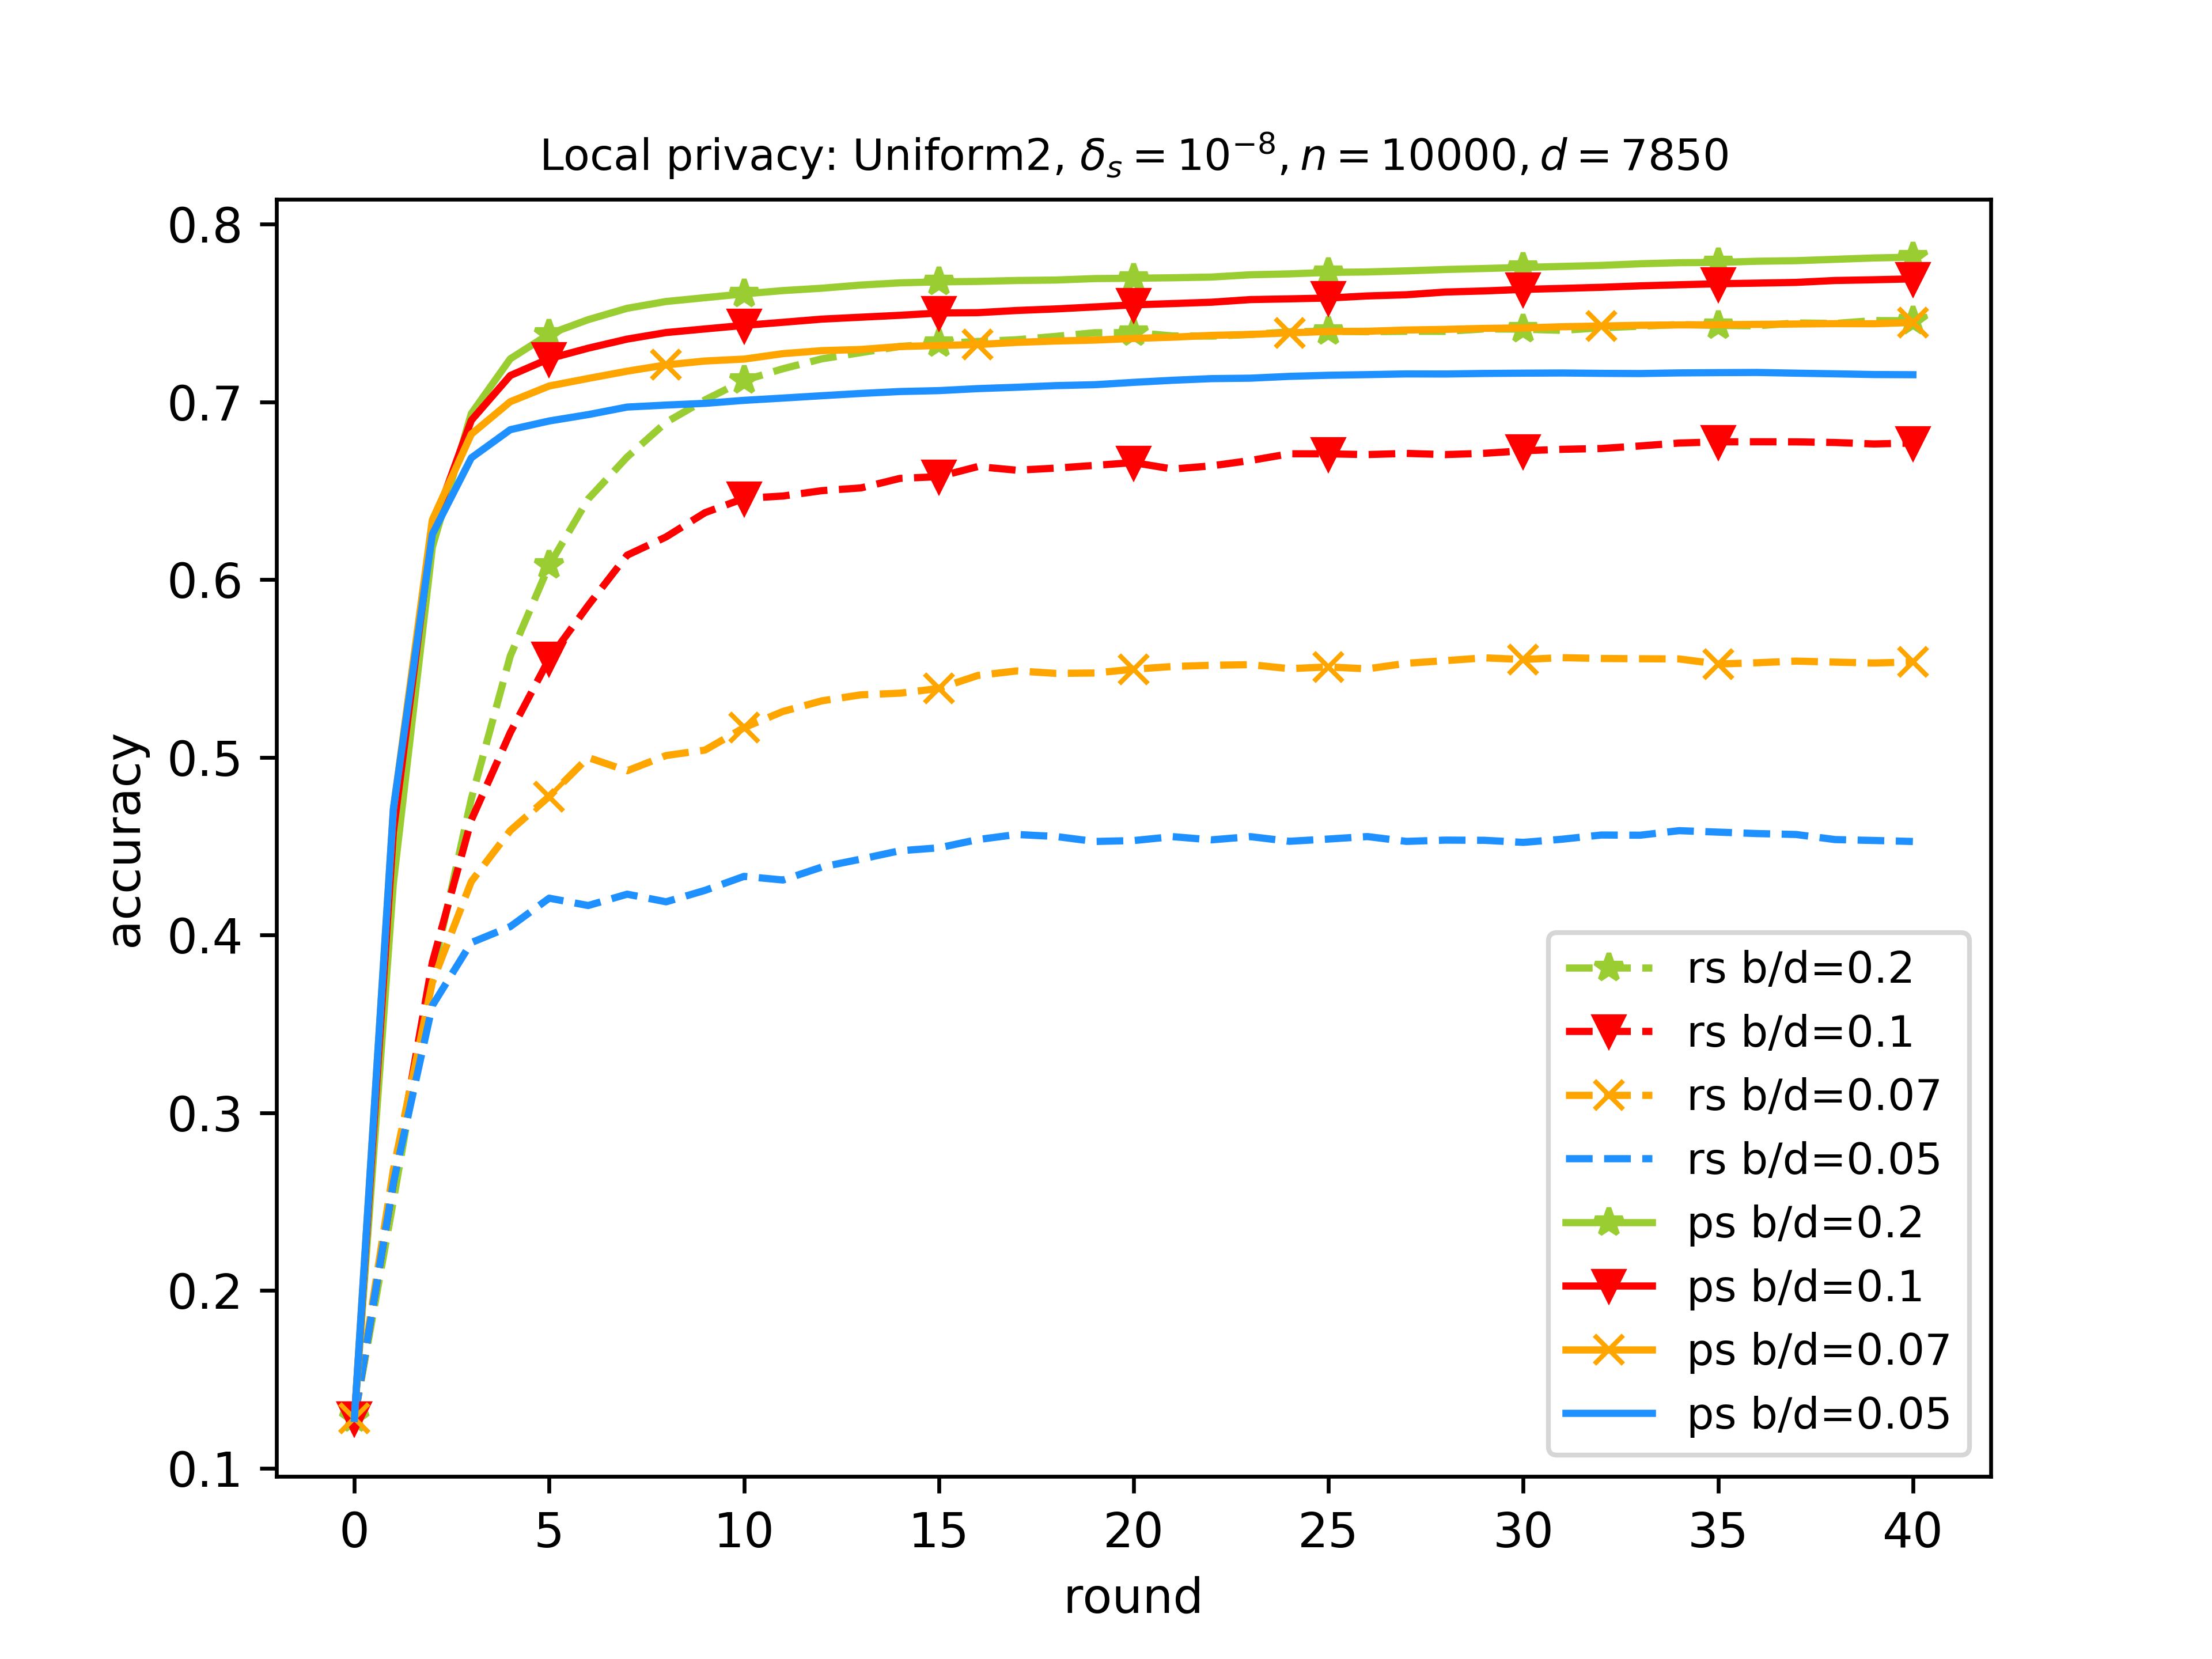 Local privacy: Uniform2, δ_s = 10^{-8}, n = 10000, d = 7850
accuracy
0.8
0.7
0.6
0.5
0.4
0.3
0.2
0.1
rs b/d=0.2
rs b/d=0.1
rs b/d=0.07
rs b/d=0.05
ps b/d=0.2
ps b/d=0.1
ps b/d=0.07
ps b/d=0.05
0 5 10 15 20 25 30 35 40
round